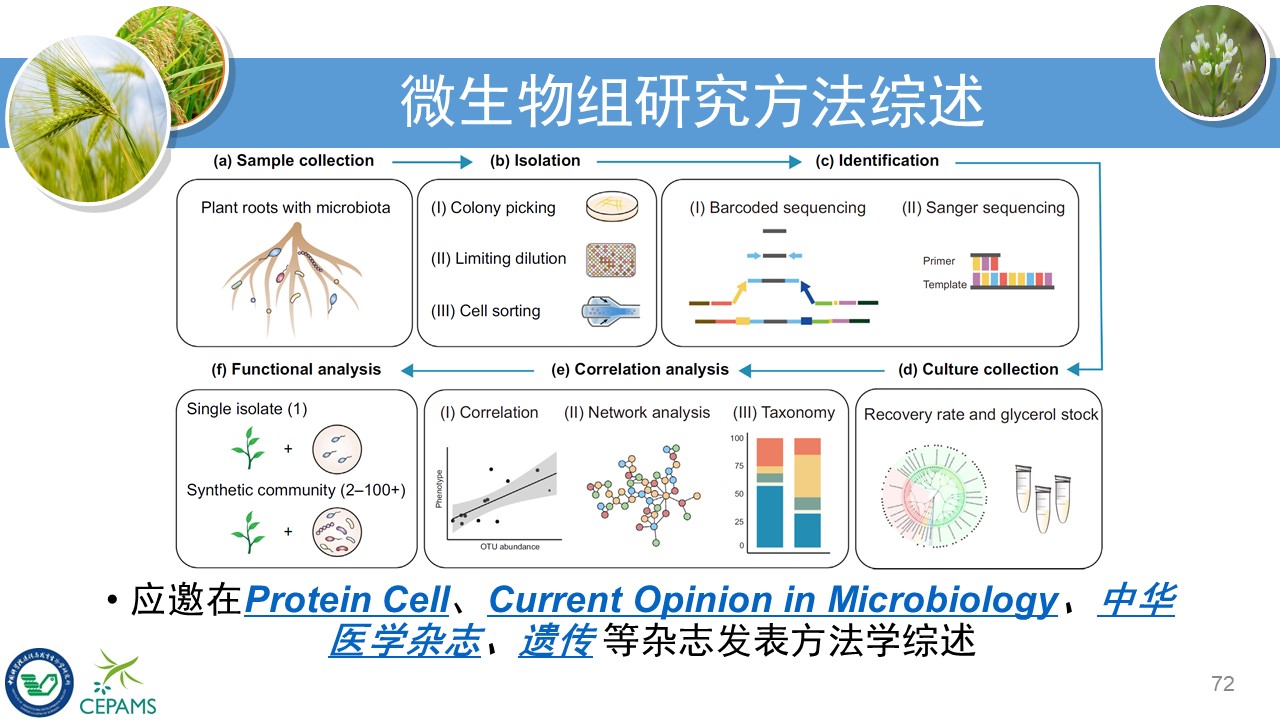 微生物组研究方法综述
(a) Sample collection
(b) Isolation
(c) Identification
Plant roots with microbiota
(I) Colony picking
(II) Limiting dilution
(III) Cell sorting
(I) Barcoded sequencing
(II) Sanger sequencing
Primer
Template
(f) Functional analysis
(e) Correlation analysis
(d) Culture collection
Single isolate (1)
+
Synthetic community (2–100+)
+
(I) Correlation
(II) Network analysis
(III) Taxonomy
Phenotype
OTU abundance
100
75
50
25
0
Recovery rate and glycerol stock
• 应邀在Protein Cell、Current Opinion in Microbiology、中华
医学杂志、遗传 等杂志发表方法学综述
CEPAMS
72